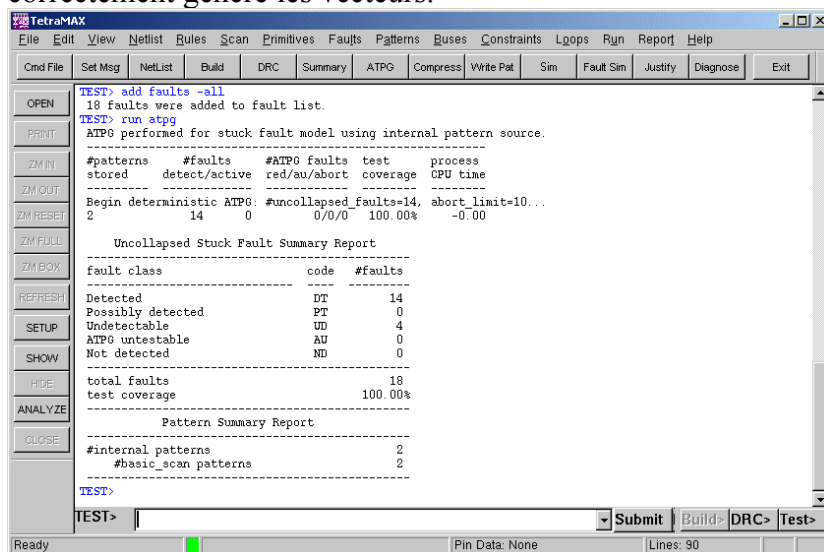 correctement généré les vecteurs.
TetraMAX
File Edit View Netlist Rules Scan Primitives Faults Patterns Buses Constraints Loops Run Report Help
Cmd File Set Msg NetList Build DRC Summary ATPG Compress Write Pat Sim Fault Sim Justify Diagnose Exit
OPEN
PRINT
ZM IN
ZM OUT
ZM RESET
ZM FULL
ZM BOX
REFRESH
SETUP
SHOW
HIDE
ANALYZE
CLOSE
TEST> add faults -all
18 faults were added to fault list.
TEST> run atpg
ATPG performed for stuck fault model using internal pattern source.
----------------------------------------------------------
#patterns #faults #ATPG faults test process
stored detect/active red/au/abort coverage CPU time
--------- ------------- ------------ -------- --------
Begin deterministic ATPG: #uncollapsed_faults=14, abort_limit=10...
2 14 0 0/0/0 100.00% -0.00
Uncollapsed Stuck Fault Summary Report
-----------------------------------------------
fault class code #faults
------------------------------ ---- ---------
Detected DT 14
Possibly detected PT 0
Undetectable UD 4
ATPG untestable AU 0
Not detected ND 0
-----------------------------------------------
total faults 18
test coverage 100.00%
-----------------------------------------------
Pattern Summary Report
-----------------------------------------------
#internal patterns 2
#basic_scan patterns 2
-----------------------------------------------
TEST>
TEST> Submit Build> DRC> Test>
Ready Pin Data: None Lines: 90